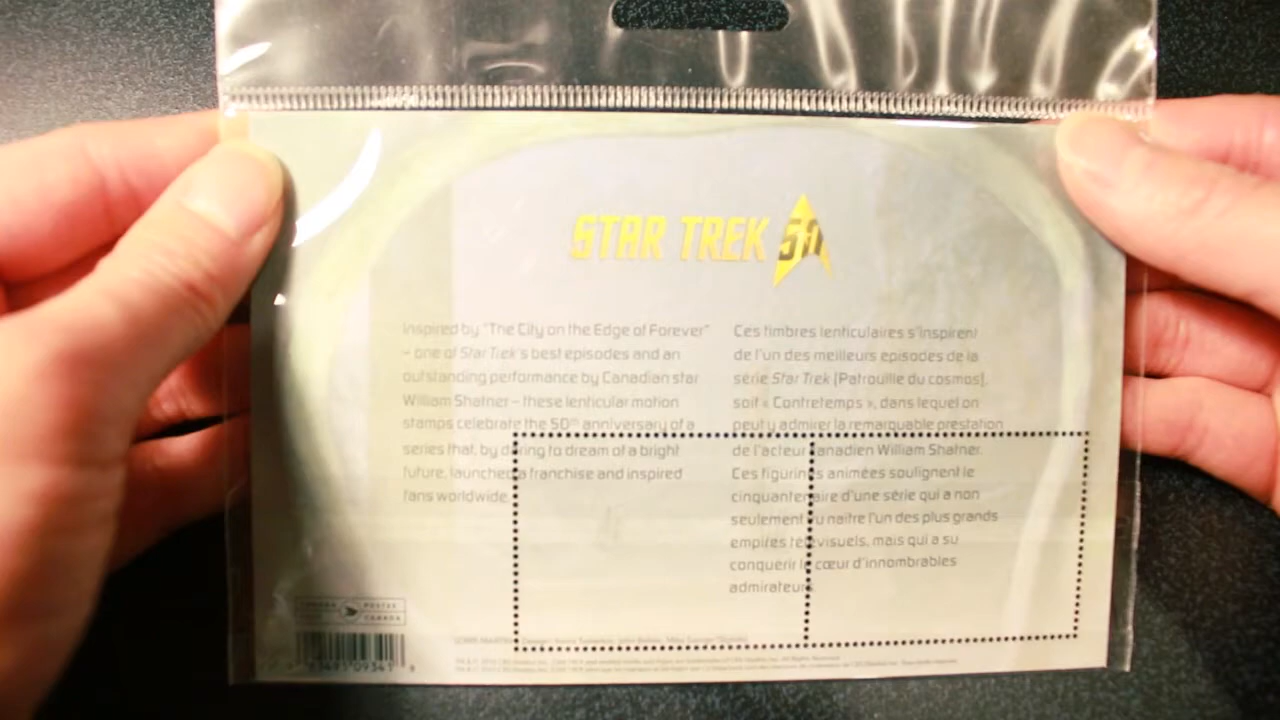 STAR TREK 50
Inspired by "The City on the Edge of Forever"
– one of Star Trek's best episodes and an
outstanding performance by Canadian star
William Shatner – these lenticular motion
stamps celebrate the 50th anniversary of a
series that, by daring to dream of a bright
future, launched a franchise and inspired
fans worldwide.
Ces timbres lenticulaires s'inspirent
de l'un des meilleurs épisodes de la
série Star Trek [Patrouille du cosmos],
soit « Contretemps », dans lequel on
peut y admirer la remarquable prestation
de l'acteur canadien William Shatner.
Ces figurines animées soulignent le
cinquantenaire d'une série qui a non
seulement vu naître l'un des plus grands
empires télévisuels, mais qui a su
conquérir le cœur d'innombrables
admirateurs.
CANADA POSTES
POST CANADA